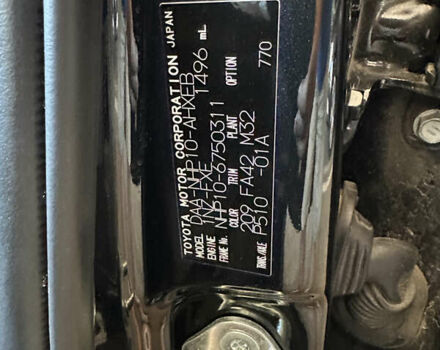 TOYOTA MOTOR CORPORATION JAPAN
MODEL DAA-NHP10-AHXEB
ENGINE 1NZ-FXE 1496 mL
FRAME No. NHP10-6750311
COLOR TRIM PLANT OPTION
209 FA42 M32 770
TRANS./AXLE P510 -01A